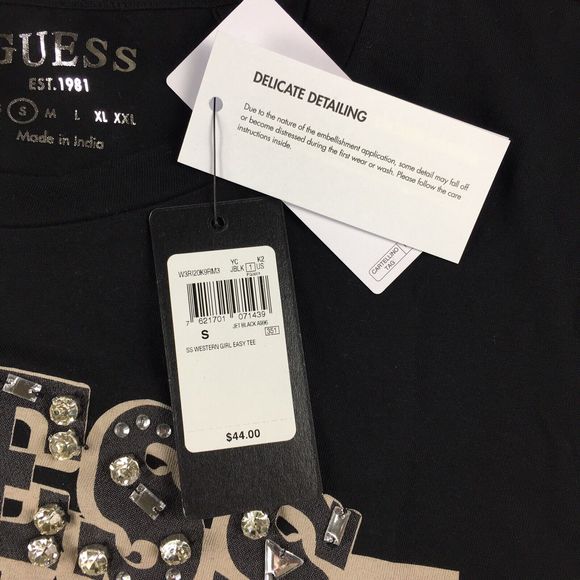 GUESS
EST.1981
S M L XL XXL
Made in India
DELICATE DETAILING
Due to the nature of the embellishment application, some detail may fall off
or become distressed during the first wear or wash. Please follow the care
instructions inside.
CARTELLINO
TAG
YC K2
W3RI20K9RM3 JBLK 1 US
7 621701 071439
S JET BLACK A996
351
SS WESTERN GIRL EASY TEE
$44.00